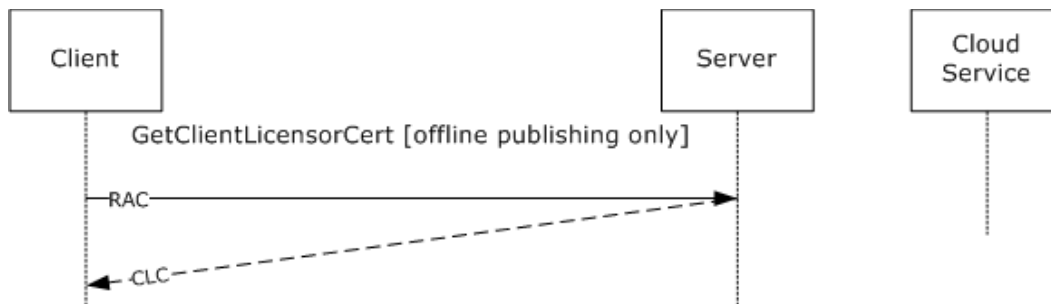 Client
Server
Cloud
Service
GetClientLicensorCert [offline publishing only]
RAC
CLC